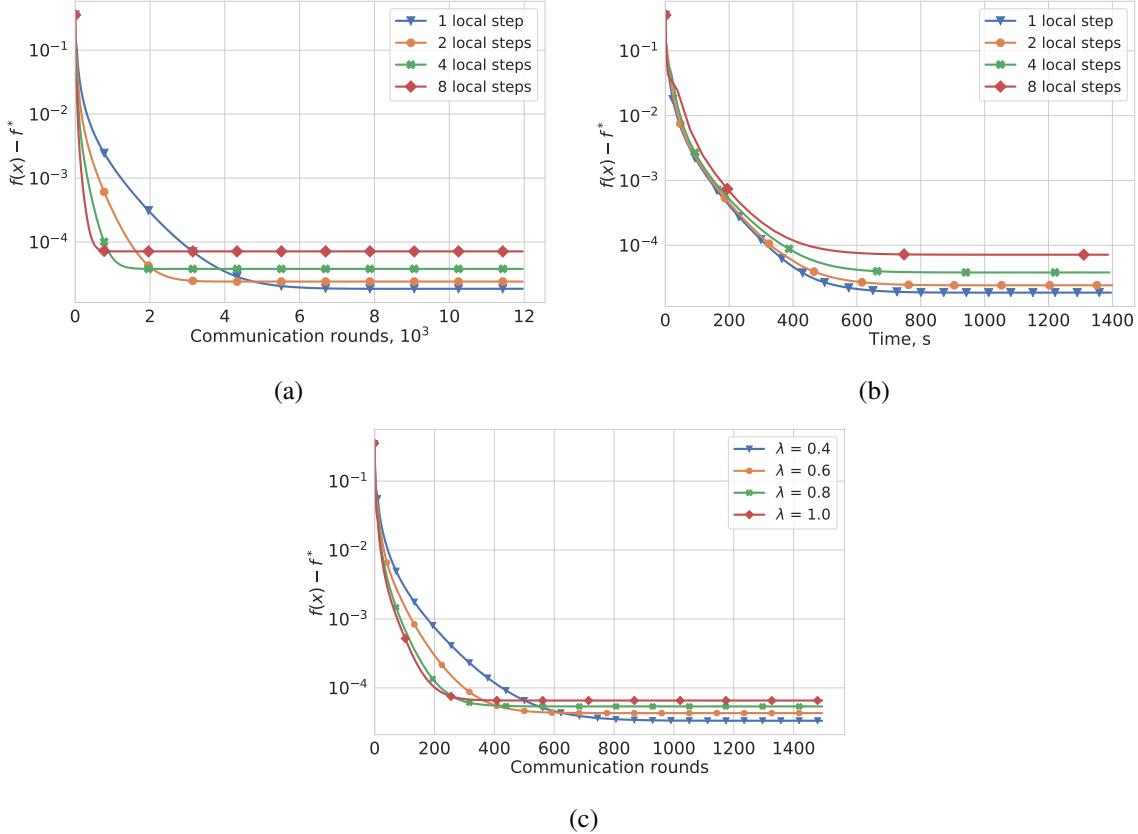 1 local step
2 local steps
4 local steps
8 local steps
10⁻¹
10⁻²
10⁻³
10⁻⁴
f(x) − f*
0 2 4 6 8 10 12
Communication rounds, 10³
(a)
1 local step
2 local steps
4 local steps
8 local steps
10⁻¹
10⁻²
10⁻³
10⁻⁴
f(x) − f*
0 200 400 600 800 1000 1200 1400
Time, s
(b)
λ = 0.4
λ = 0.6
λ = 0.8
λ = 1.0
10⁻¹
10⁻²
10⁻³
10⁻⁴
f(x) − f*
0 200 400 600 800 1000 1200 1400
Communication rounds
(c)